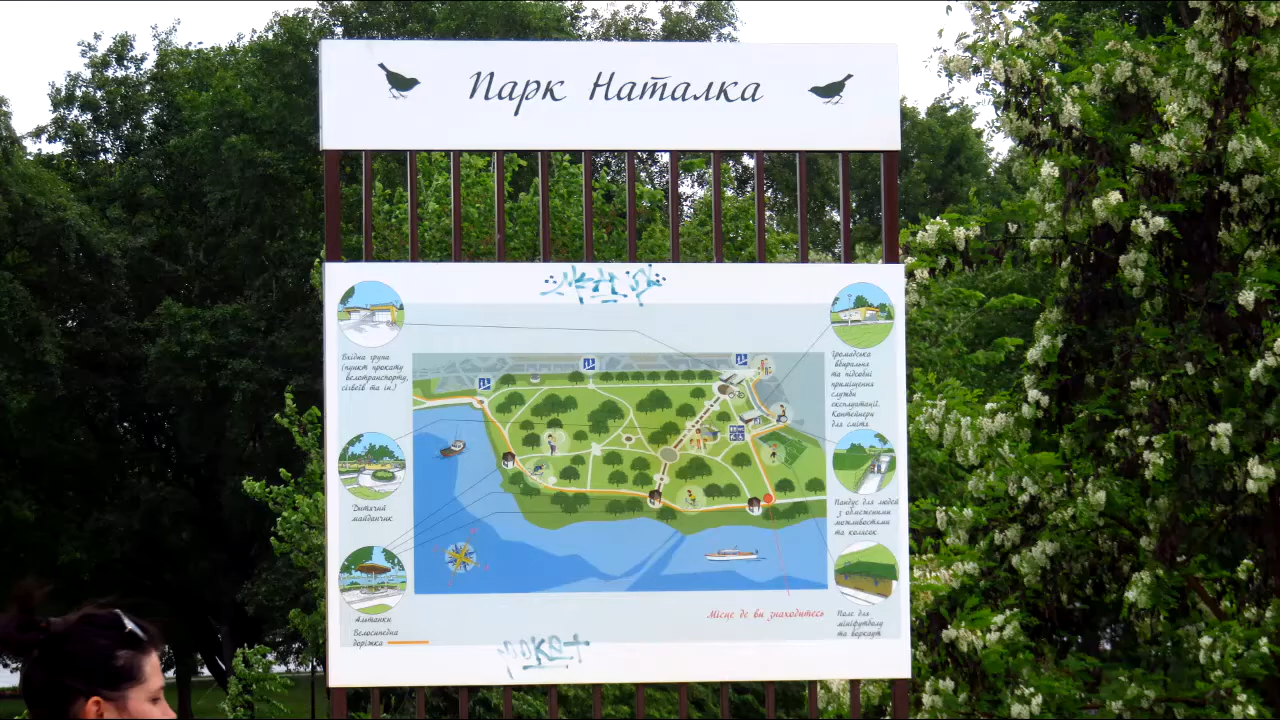 Парк Наталка
Вхідна група
(пункт прокату
велотранспорту,
сігвеїв та ін.)
Дитячий
майданчик
Альтанки
Велосипедна
доріжка
Громадська
вбиральня
та підсобні
приміщення
служби
експлуатації.
Контейнери
для сміття
Пандус для людей
з обмеженими
можливостями
та колясок
Поле для
мініфутболу
та воркаут
Місце де ви знаходитесь